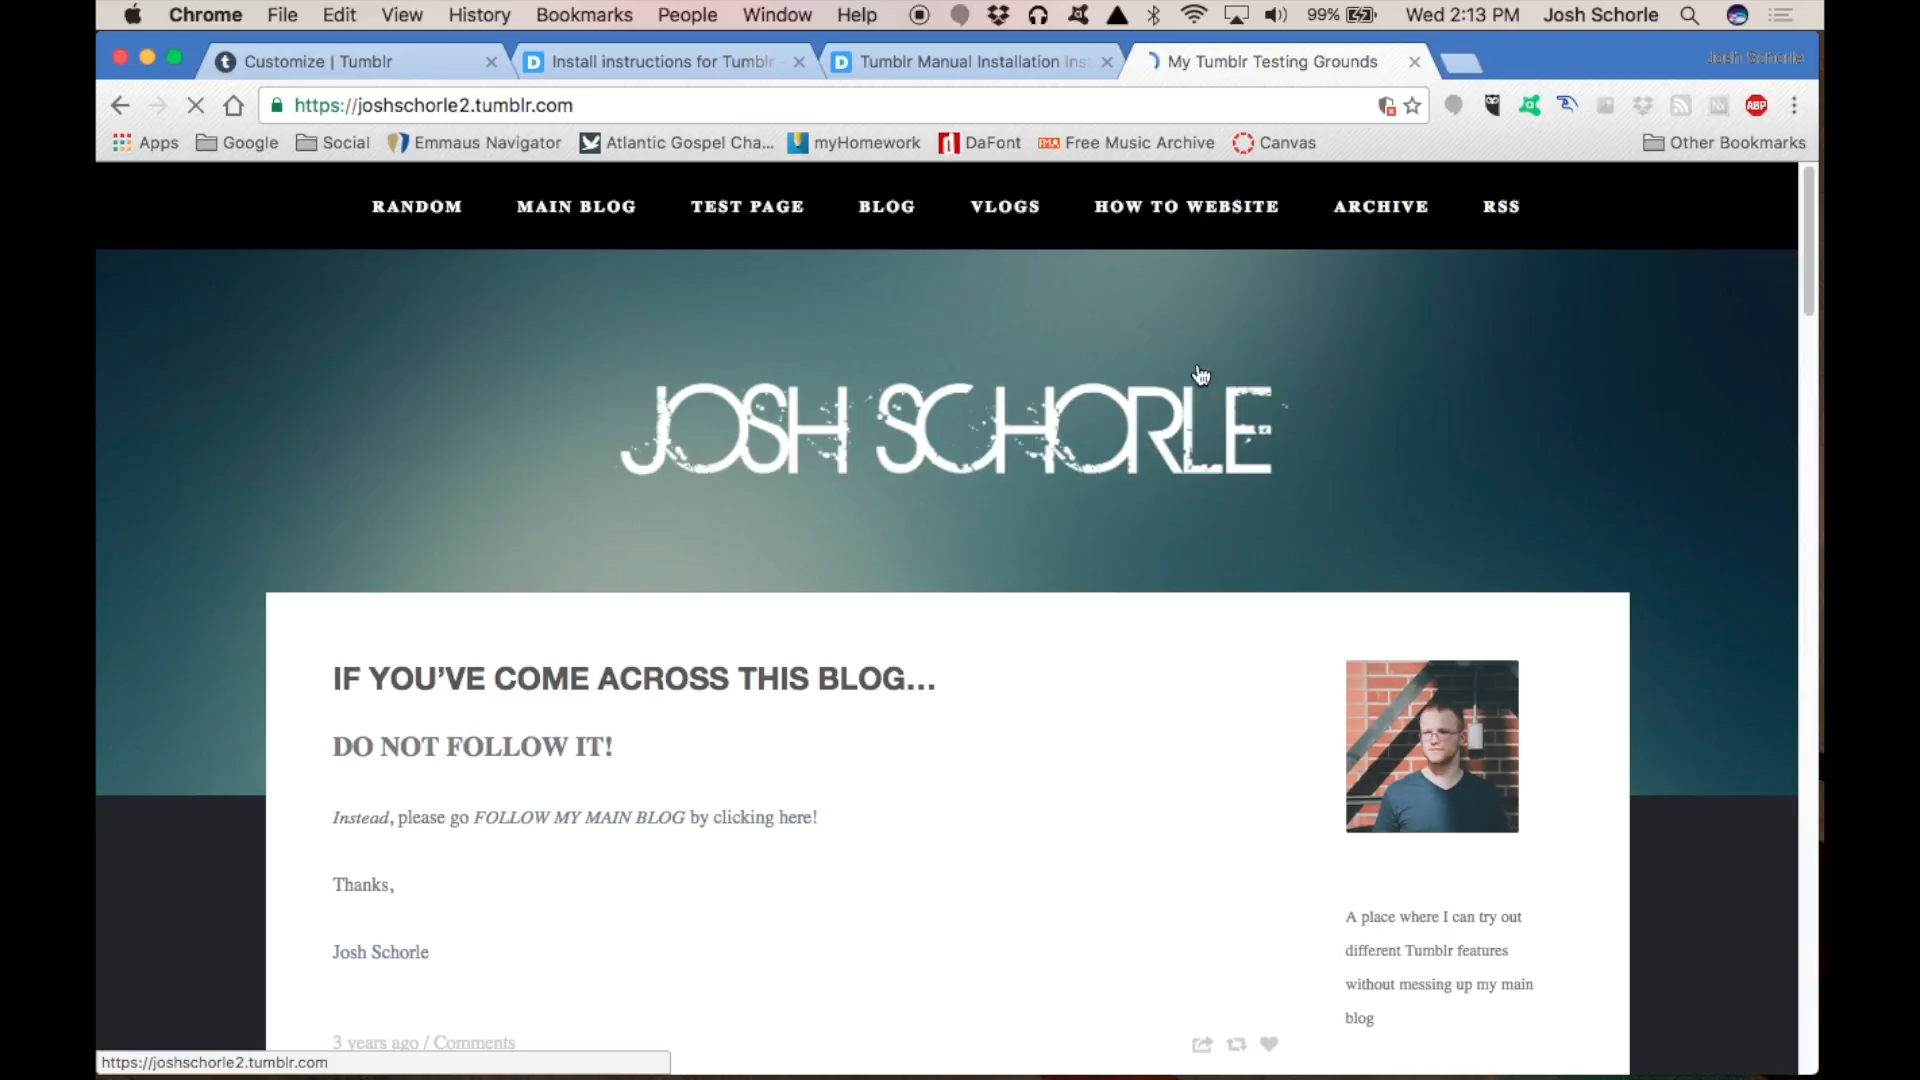 Chrome File Edit View History Bookmarks People Window Help 99% Wed 2:13 PM Josh Schorle
Customize | Tumblr Install instructions for Tumblr Tumblr Manual Installation Inst My Tumblr Testing Grounds Josh Schorle
https://joshschorle2.tumblr.com ABP
Apps Google Social Emmaus Navigator Atlantic Gospel Cha... myHomework DaFont FMA Free Music Archive Canvas Other Bookmarks
RANDOM MAIN BLOG TEST PAGE BLOG VLOGS HOW TO WEBSITE ARCHIVE RSS
JOSH SCHORLE
IF YOU'VE COME ACROSS THIS BLOG...
DO NOT FOLLOW IT!
Instead, please go FOLLOW MY MAIN BLOG by clicking here!
Thanks,
Josh Schorle
3 years ago / Comments
A place where I can try out
different Tumblr features
without messing up my main
blog
https://joshschorle2.tumblr.com